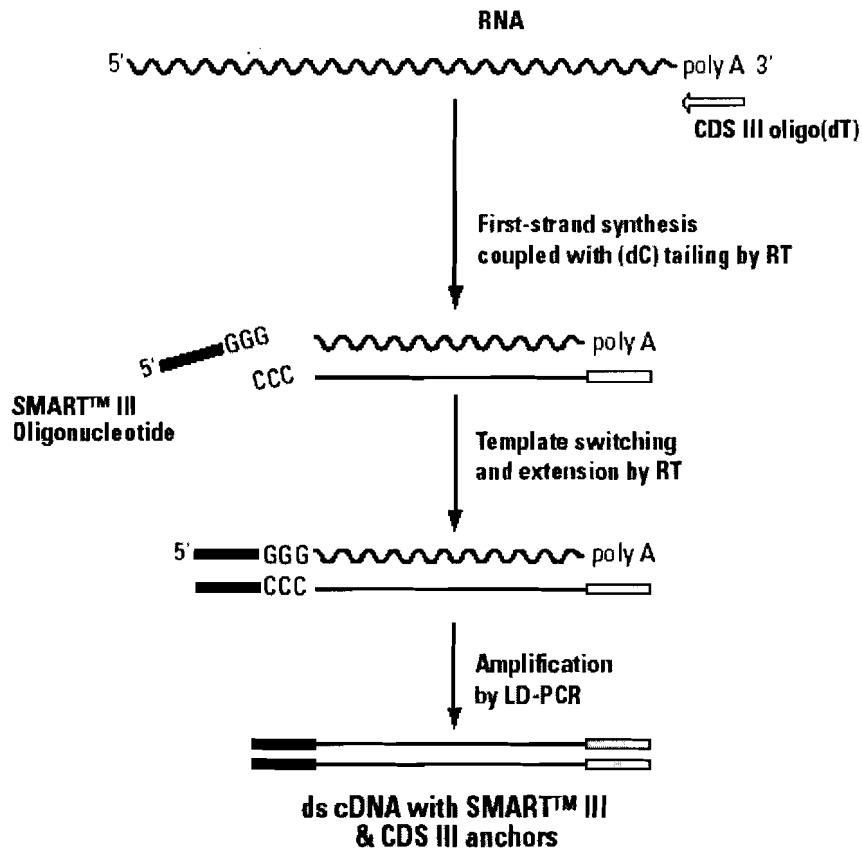 RNA
5' poly A 3'
CDS III oligo(dT)
First-strand synthesis
coupled with (dC) tailing by RT
5' GGG poly A
CCC
SMART™ III
Oligonucleotide
Template switching
and extension by RT
5' GGG poly A
CCC
Amplification
by LD-PCR
ds cDNA with SMART™ III
& CDS III anchors